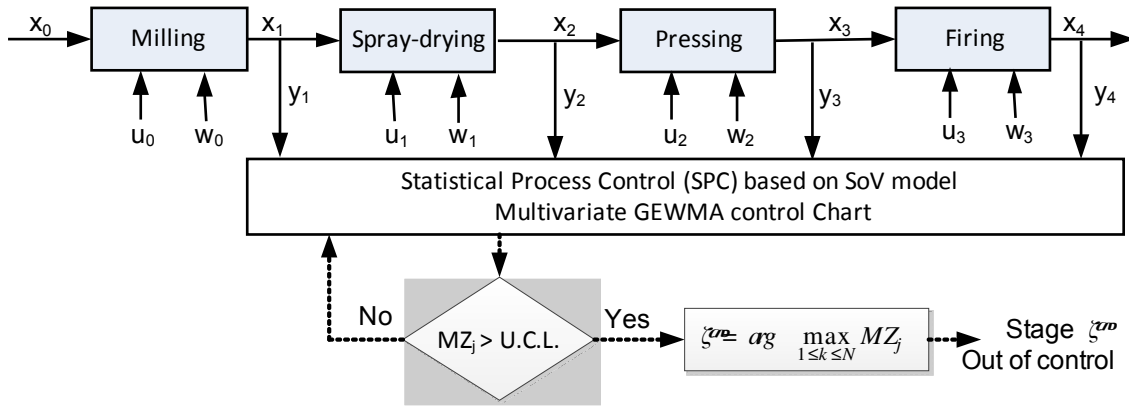 x0 Milling x1 Spray-drying x2 Pressing x3 Firing x4
y1 y2 y3 y4
u0 w0 u1 w1 u2 w2 u3 w3
Statistical Process Control (SPC) based on SoV model
Multivariate GEWMA control Chart
No
MZj > U.C.L.
Yes
= arg max MZj
1≤k≤N
Stage
Out of control